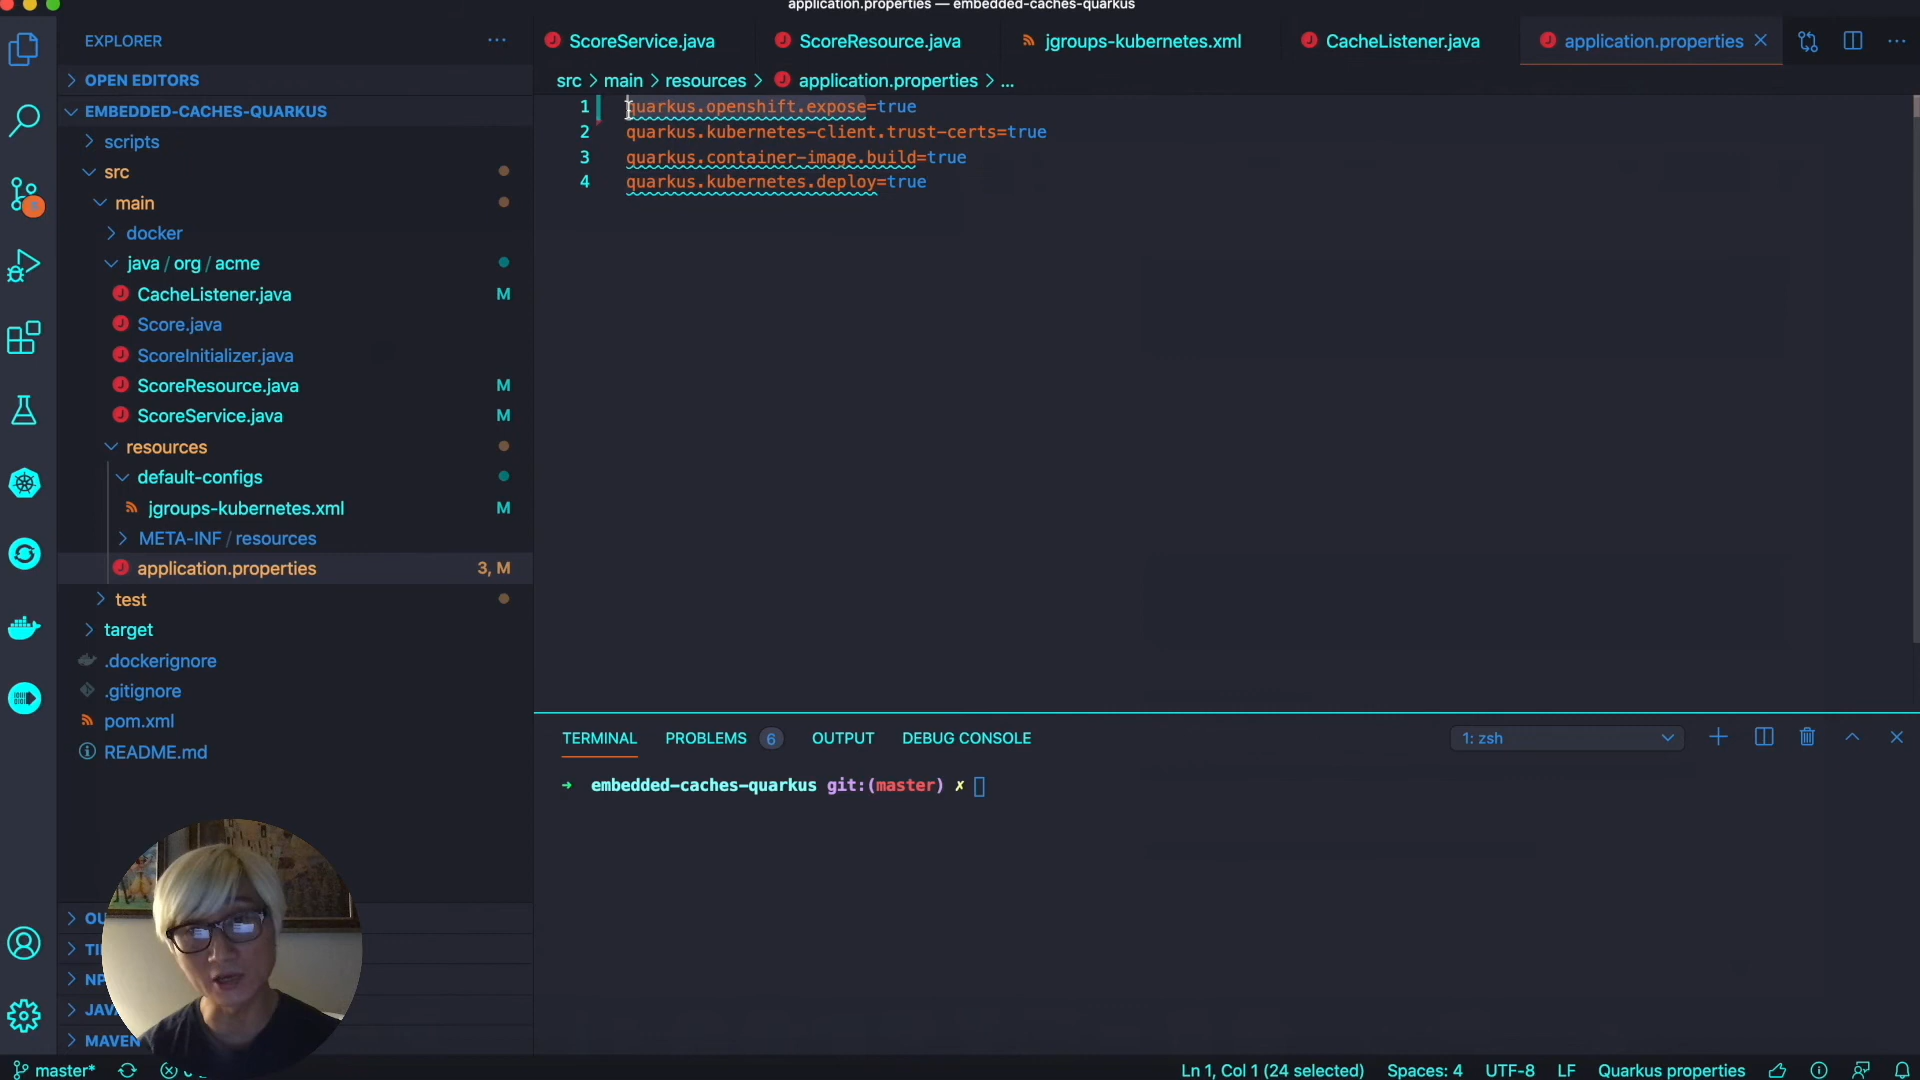 application.properties — embedded-caches-quarkus
EXPLORER
OPEN EDITORS
EMBEDDED-CACHES-QUARKUS
scripts
src
main
docker
java / org / acme
CacheListener.java M
Score.java
ScoreInitializer.java
ScoreResource.java M
ScoreService.java M
resources
default-configs
jgroups-kubernetes.xml M
META-INF / resources
application.properties 3, M
test
target
.dockerignore
.gitignore
pom.xml
README.md
MAVEN
ScoreService.java ScoreResource.java jgroups-kubernetes.xml CacheListener.java application.properties
src > main > resources > application.properties > ...
1 quarkus.openshift.expose=true
2 quarkus.kubernetes-client.trust-certs=true
3 quarkus.container-image.build=true
4 quarkus.kubernetes.deploy=true
TERMINAL PROBLEMS 6 OUTPUT DEBUG CONSOLE 1: zsh
→ embedded-caches-quarkus git:(master) ✗
master* Ln 1, Col 1 (24 selected) Spaces: 4 UTF-8 LF Quarkus properties